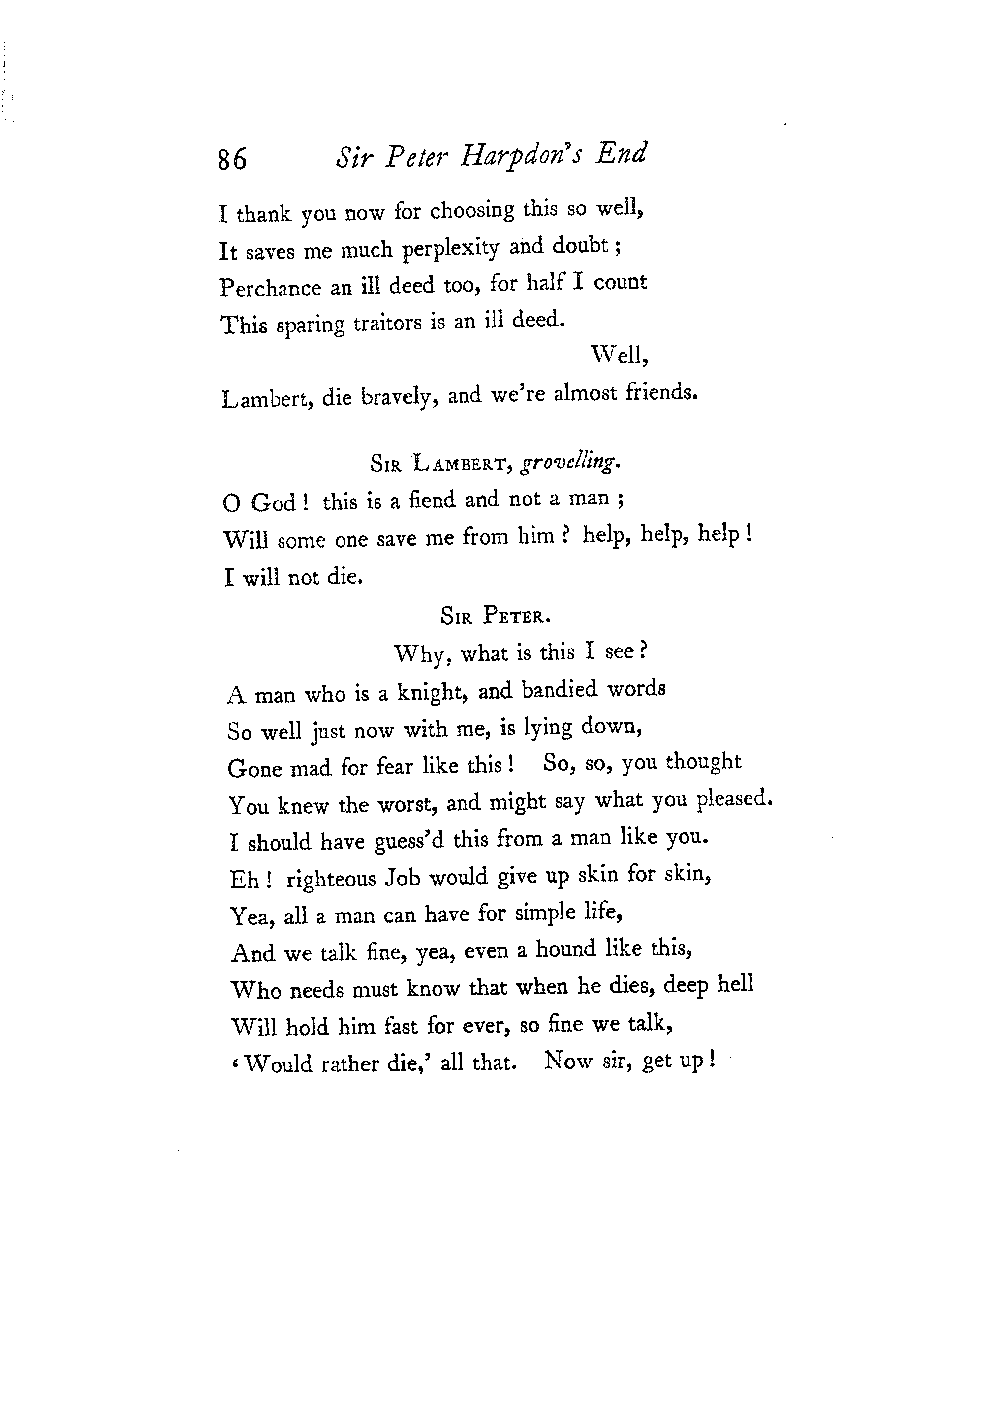 86 Sir Peter Harpdon's End
I thank you now for choosing this so well,
It saves me much perplexity and doubt ;
Perchance an ill deed too, for half I count
This sparing traitors is an ill deed.
Well,
Lambert, die bravely, and we're almost friends.
SIR LAMBERT, grovelling.
O God ! this is a fiend and not a man ;
Will some one save me from him ? help, help, help !
I will not die.
SIR PETER.
Why, what is this I see ?
A man who is a knight, and bandied words
So well just now with me, is lying down,
Gone mad for fear like this ! So, so, you thought
You knew the worst, and might say what you pleased.
I should have guess'd this from a man like you.
Eh ! righteous Job would give up skin for skin,
Yea, all a man can have for simple life,
And we talk fine, yea, even a hound like this,
Who needs must know that when he dies, deep hell
Will hold him fast for ever, so fine we talk,
'Would rather die,' all that. Now sir, get up !